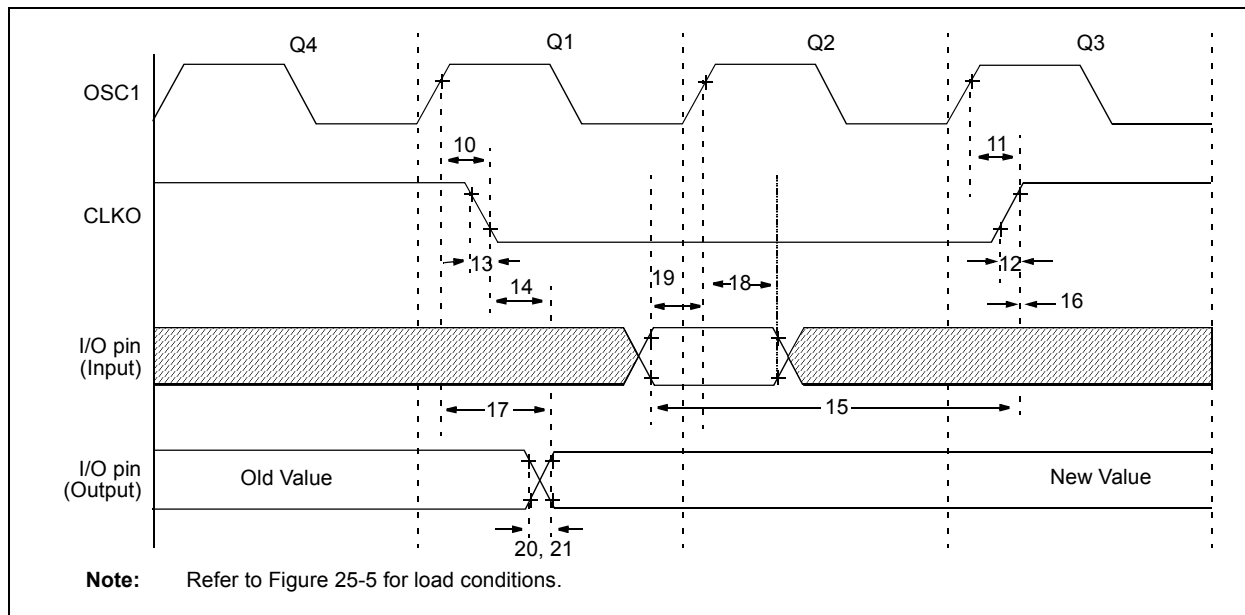 Q4 Q1 Q2 Q3
OSC1
10 11
CLKO
13 12
14 19 18 16
I/O pin
(Input)
17 15
I/O pin
(Output)
Old Value New Value
20, 21
Note: Refer to Figure 25-5 for load conditions.